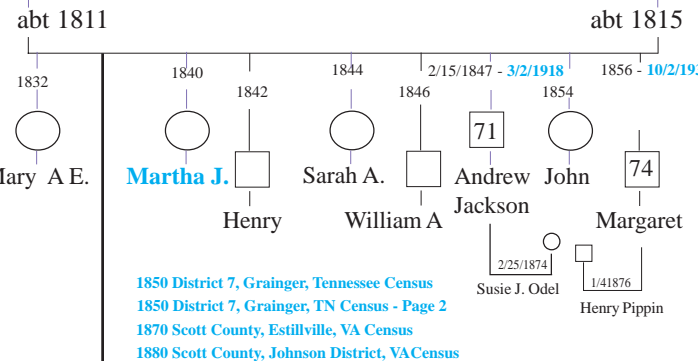 abt 1811
abt 1815
1832
1840
1842
1844
1846
2/15/1847 - 3/2/1918
1854
1856 - 10/2/193
71
74
Mary A E.
Martha J.
Sarah A.
Andrew
Jackson
John
Henry
William A
Margaret
2/25/1874
Susie J. Odel
1/41876
Henry Pippin
1850 District 7, Grainger, Tennessee Census
1850 District 7, Grainger, TN Census - Page 2
1870 Scott County, Estillville, VA Census
1880 Scott County, Johnson District, VACensus